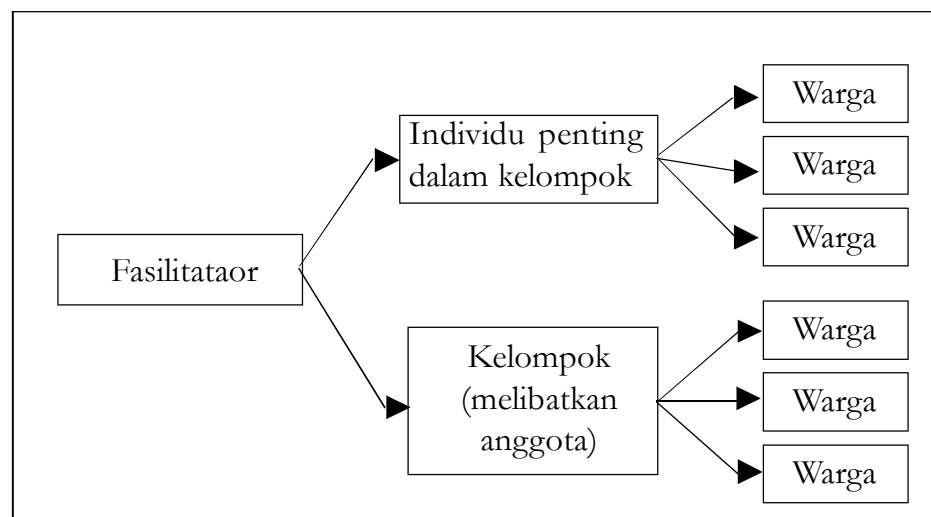 Fasilitataor
Individu penting
dalam kelompok
Warga
Warga
Warga
Kelompok
(melibatkan
anggota)
Warga
Warga
Warga